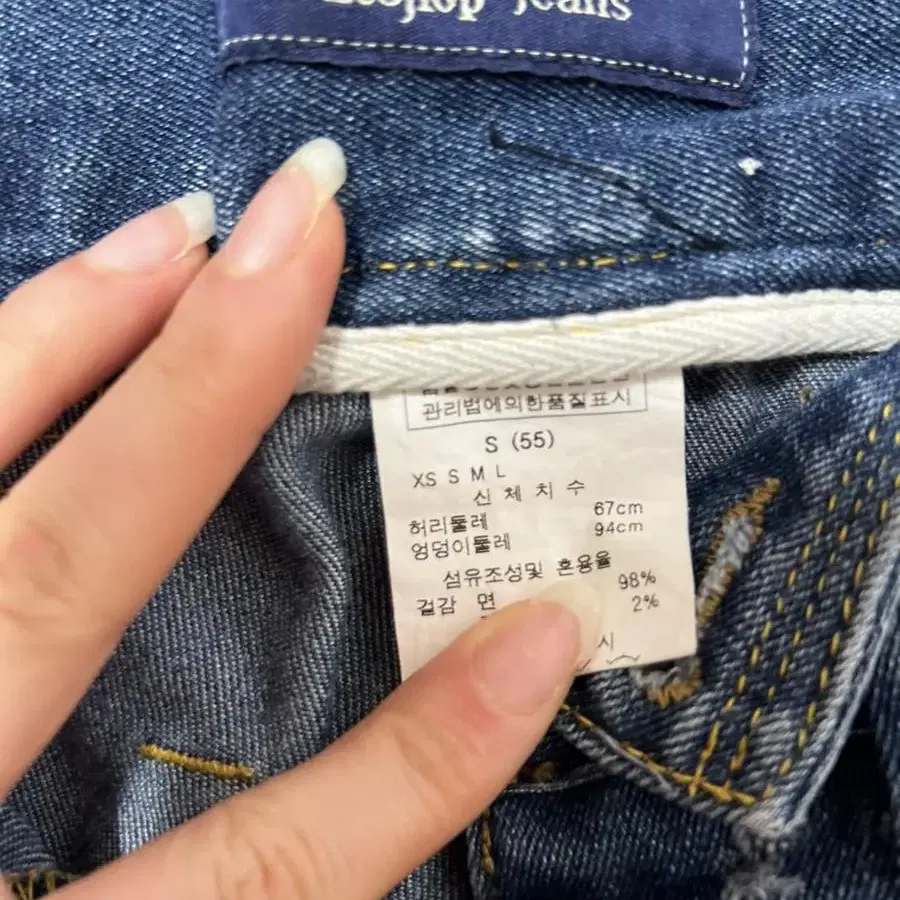 Jeans
관리법에의한품질표시
S (55)
XS S M L
신 체 치 수
허리둘레 67cm
엉덩이둘레 94cm
섬유조성및 혼용율
겉감 면 98%
2%
시